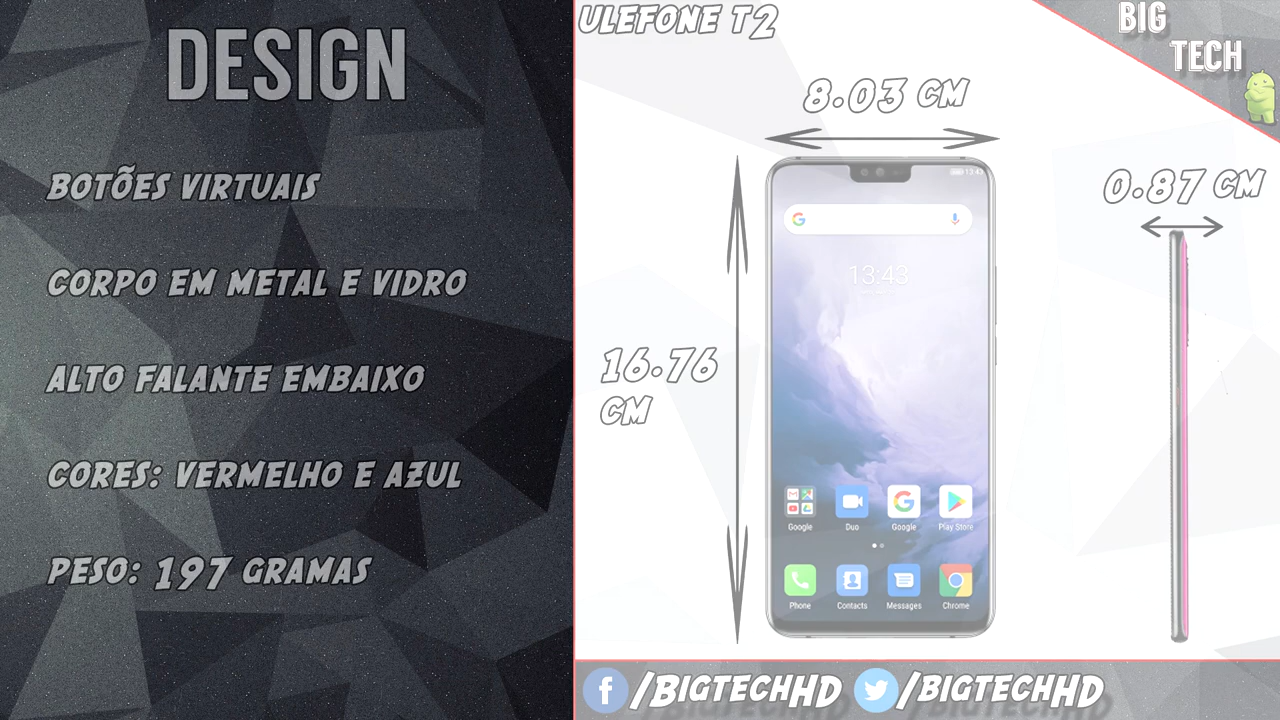 DESIGN
BOTÕES VIRTUAIS
CORPO EM METAL E VIDRO
ALTO FALANTE EMBAIXO
CORES: VERMELHO E AZUL
PESO: 197 GRAMAS
ULEFONE T2
BIG
TECH
8.03 CM
0.87 CM
16.76
CM
13:43
13:43
Google Duo Google Play Store
Phone Contacts Messages Chrome
/BIGTECHHD /BIGTECHHD